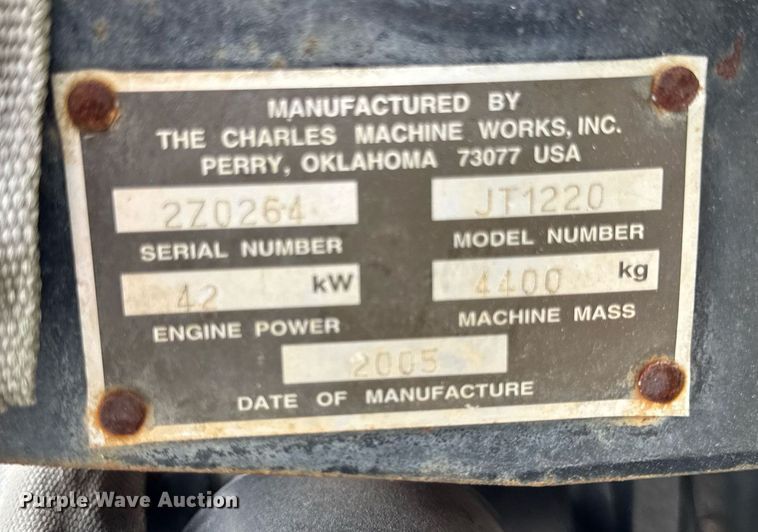 MANUFACTURED BY
THE CHARLES MACHINE WORKS, INC.
PERRY, OKLAHOMA 73077 USA
2Z0264 JT1220
SERIAL NUMBER MODEL NUMBER
42 kW 4400 kg
ENGINE POWER MACHINE MASS
2005
DATE OF MANUFACTURE
Purple Wave Auction